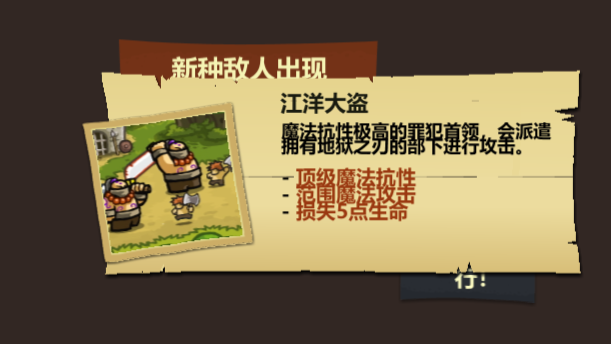 新种敌人出现
江洋大盗
魔法抗性极高的罪犯首领。会派遣
拥有地狱之刃的部下进行攻击。
- 顶级魔法抗性
- 范围魔法攻击
- 损失5点生命
行!